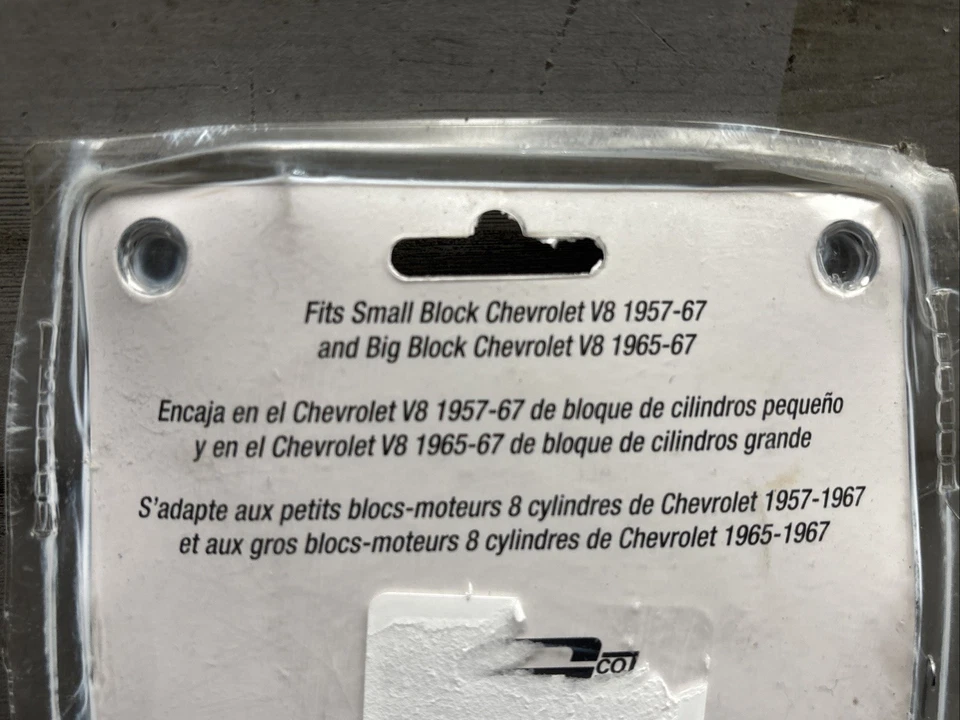 Fits Small Block Chevrolet V8 1957-67
and Big Block Chevrolet V8 1965-67
Encaja en el Chevrolet V8 1957-67 de bloque de cilindros pequeño
y en el Chevrolet V8 1965-67 de bloque de cilindros grande
S'adapte aux petits blocs-moteurs 8 cylindres de Chevrolet 1957-1967
et aux gros blocs-moteurs 8 cylindres de Chevrolet 1965-1967